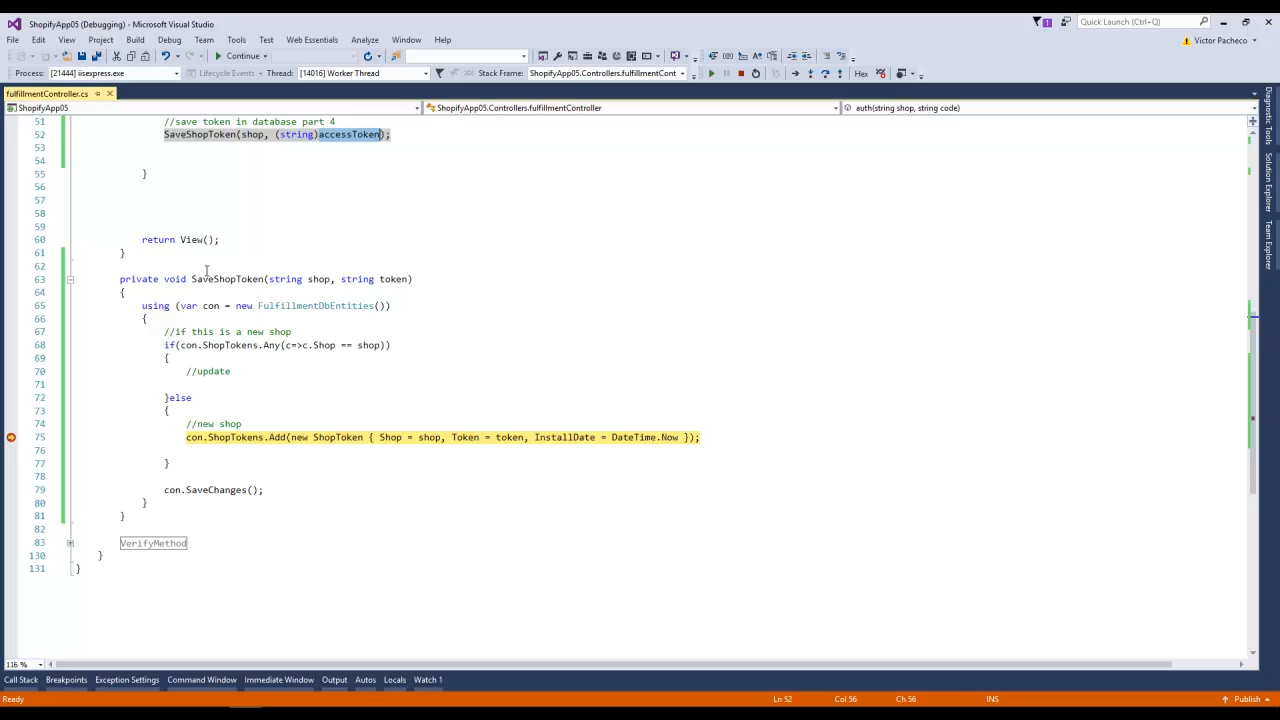 ShopifyApp05 (Debugging) - Microsoft Visual Studio
1
Quick Launch (Ctrl+Q)
File Edit View Project Build Debug Team Tools Test Web Essentials Analyze Window Help
Victor Pacheco
Continue
Process: [21444] iisexpress.exe Lifecycle Events Thread: [14016] Worker Thread Stack Frame: ShopifyApp05.Controllers.fulfillmentCont Hex
fulfillmentController.cs
ShopifyApp05 ShopifyApp05.Controllers.fulfillmentController auth(string shop, string code)
51 //save token in database part 4
52 SaveShopToken(shop, (string)accessToken);
53
54
55 }
56
57
58
59
60 return View();
61 }
62
63 private void SaveShopToken(string shop, string token)
64 {
65 using (var con = new FulfillmentDbEntities())
66 {
67 //if this is a new shop
68 if(con.ShopTokens.Any(c=>c.Shop == shop))
69 {
70 //update
71
72 }else
73 {
74 //new shop
75 con.ShopTokens.Add(new ShopToken { Shop = shop, Token = token, InstallDate = DateTime.Now });
76
77 }
78
79 con.SaveChanges();
80 }
81 }
82
83 VerifyMethod
130 }
131 }
Diagnostic Tools
Solution Explorer
Team Explorer
116 %
Call Stack Breakpoints Exception Settings Command Window Immediate Window Output Autos Locals Watch 1
Ready Ln 52 Col 56 Ch 56 INS Publish